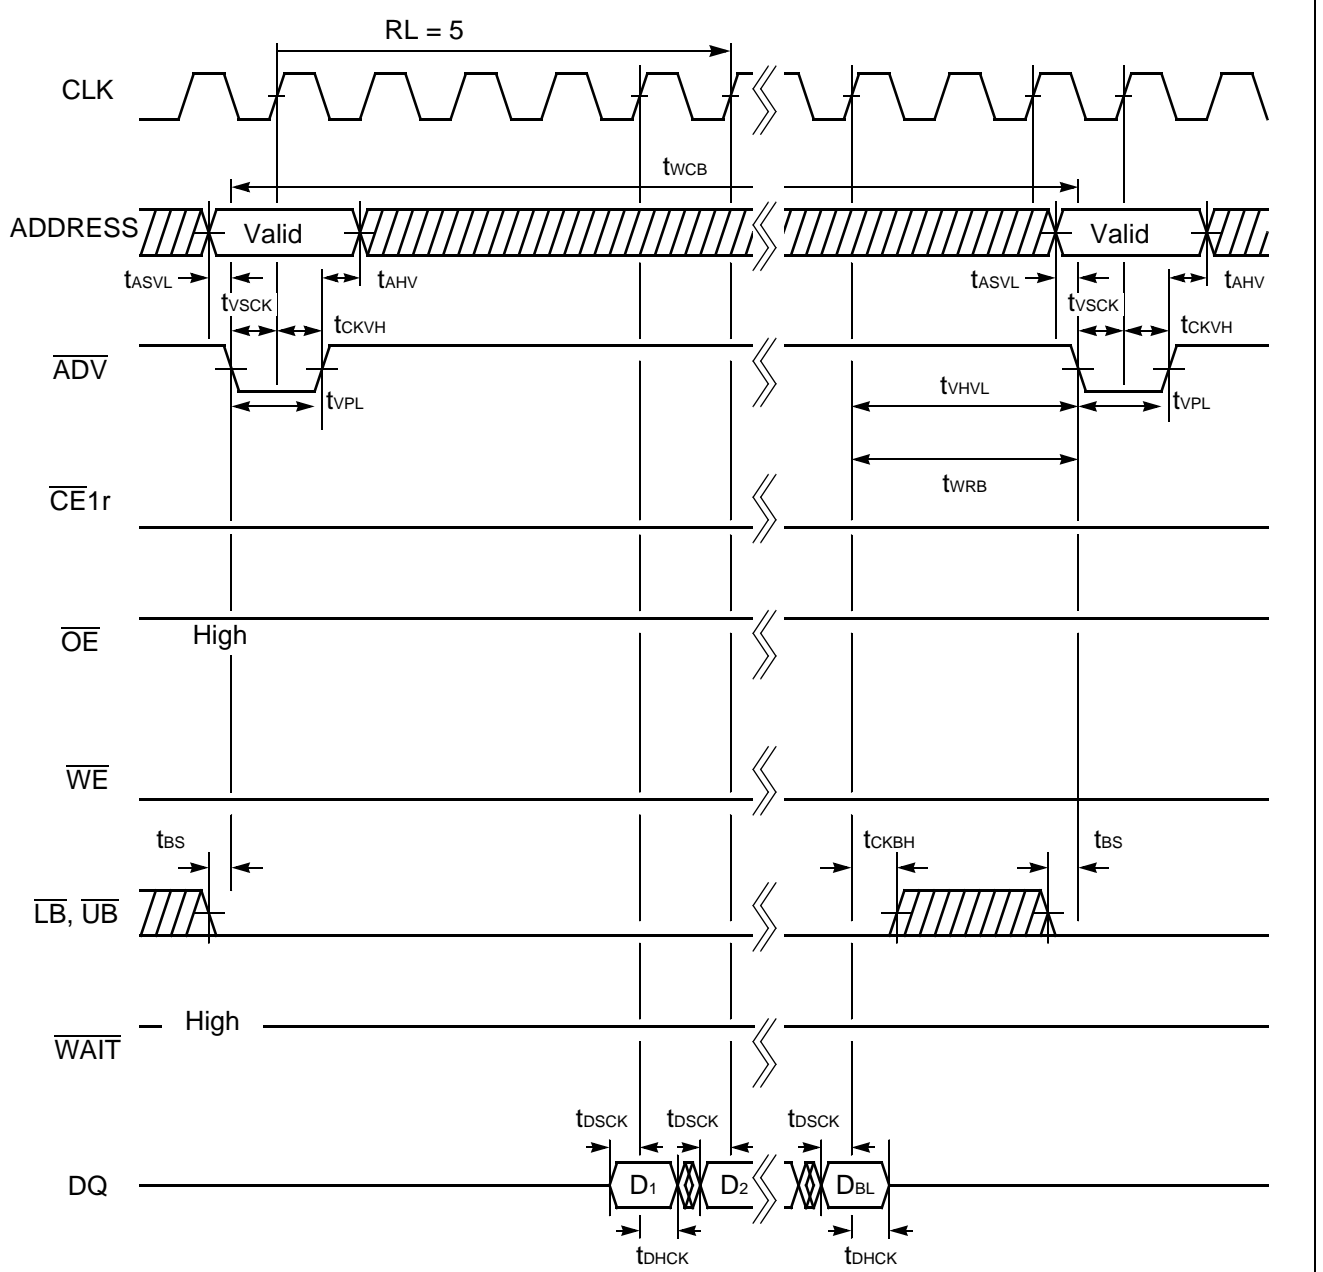 RL = 5
CLK
tWCB
ADDRESS Valid Valid
tASVL tAHV tASVL tAHV
tVSCK tVSCK
tCKVH tCKVH
ADV
tVPL tVHVL tVPL
tWRB
CE1r
OE High
WE
tBS tCKBH tBS
LB, UB
High
WAIT
tDSCK tDSCK tDSCK
DQ D1 D2 DBL
tDHCK tDHCK